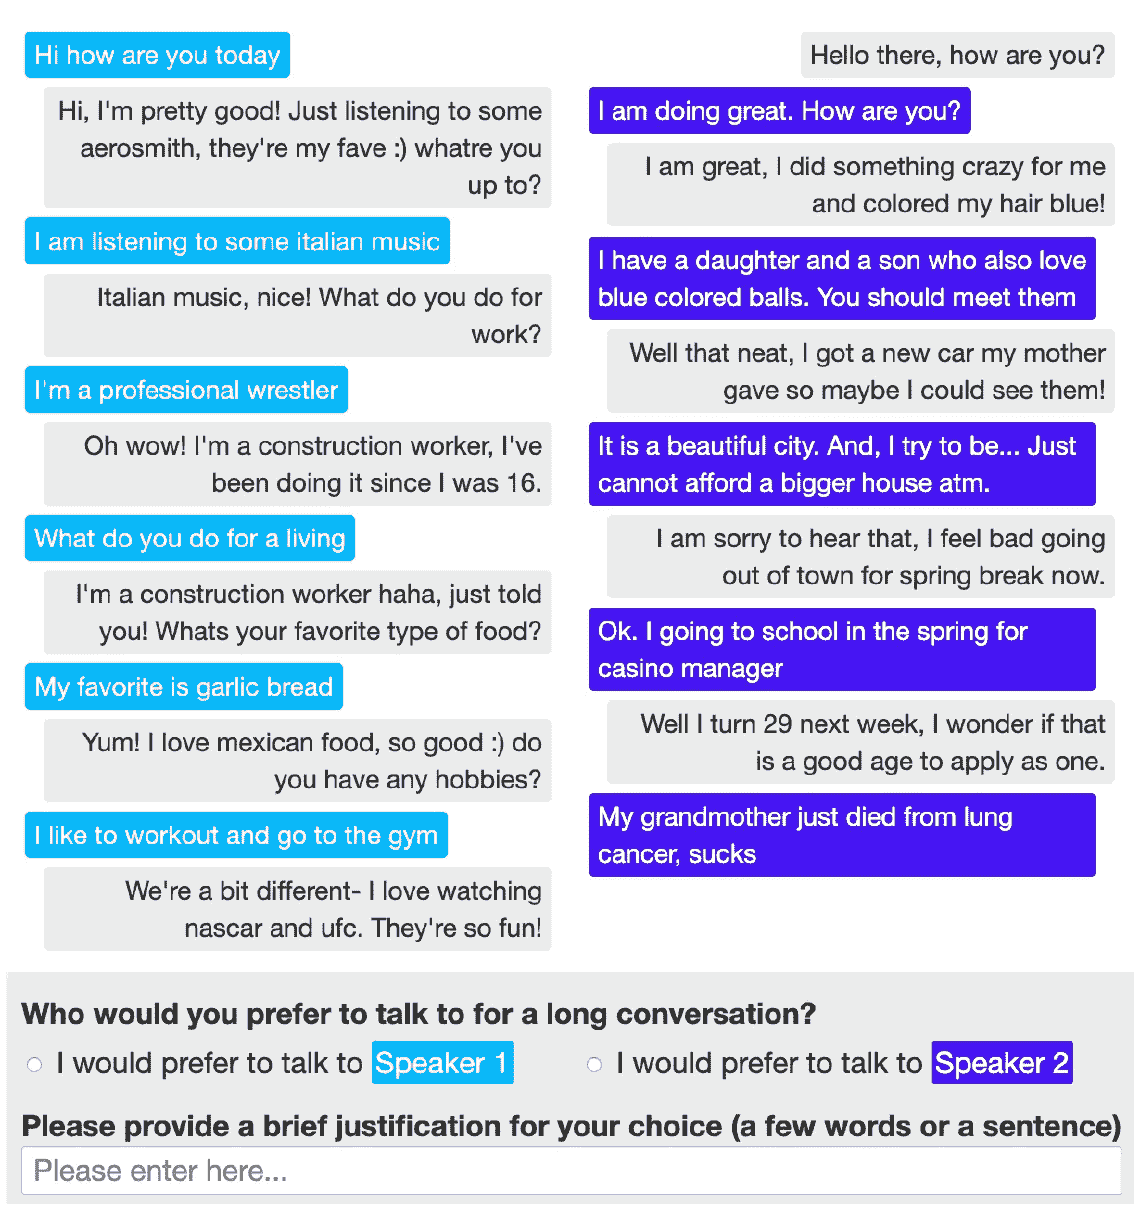 Hi how are you today
Hi, I'm pretty good! Just listening to some
aerosmith, they're my fave :) whatre you
up to?
I am listening to some italian music
Italian music, nice! What do you do for
work?
I'm a professional wrestler
Oh wow! I'm a construction worker, I've
been doing it since I was 16.
What do you do for a living
I'm a construction worker haha, just told
you! Whats your favorite type of food?
My favorite is garlic bread
Yum! I love mexican food, so good :) do
you have any hobbies?
I like to workout and go to the gym
We're a bit different- I love watching
nascar and ufc. They're so fun!
Hello there, how are you?
I am doing great. How are you?
I am great, I did something crazy for me
and colored my hair blue!
I have a daughter and a son who also love
blue colored balls. You should meet them
Well that neat, I got a new car my mother
gave so maybe I could see them!
It is a beautiful city. And, I try to be... Just
cannot afford a bigger house atm.
I am sorry to hear that, I feel bad going
out of town for spring break now.
Ok. I going to school in the spring for
casino manager
Well I turn 29 next week, I wonder if that
is a good age to apply as one.
My grandmother just died from lung
cancer, sucks
Who would you prefer to talk to for a long conversation?
I would prefer to talk to Speaker 1
I would prefer to talk to Speaker 2
Please provide a brief justification for your choice (a few words or a sentence)
Please enter here...